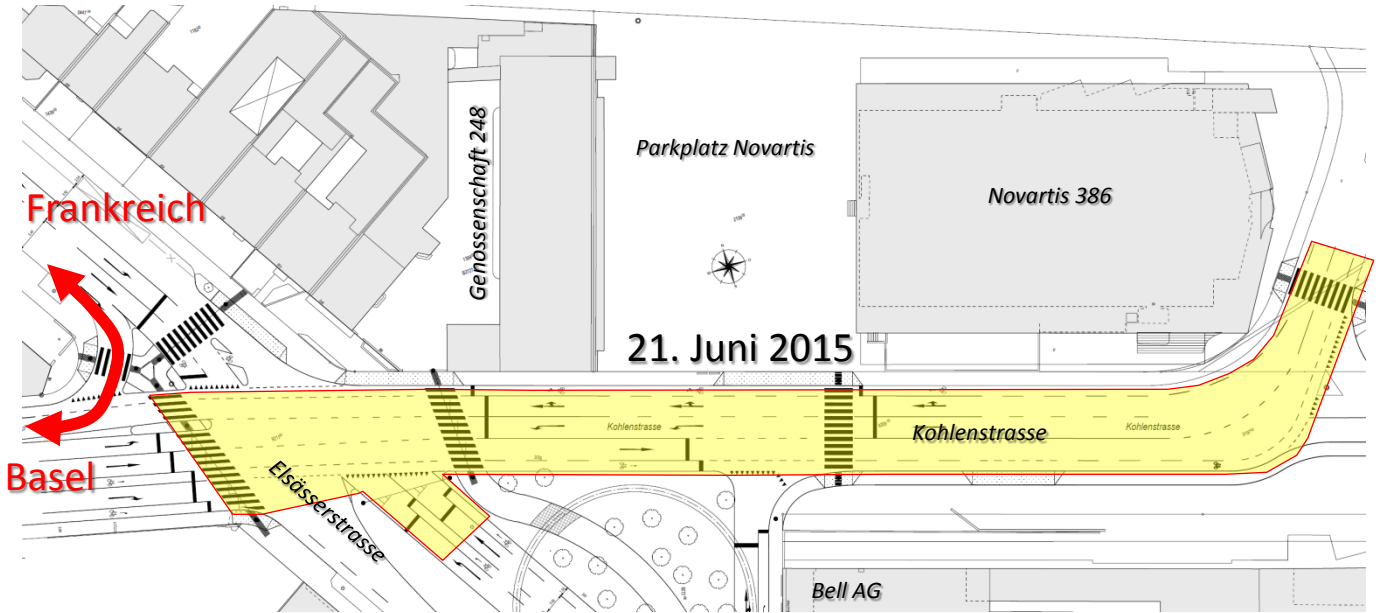 Genossenschaft 248
Parkplatz Novartis
Novartis 386
Frankreich
21. Juni 2015
Kohlenstrasse
Kohlenstrasse
Kohlenstrasse
Basel
Elsässerstrasse
Bell AG